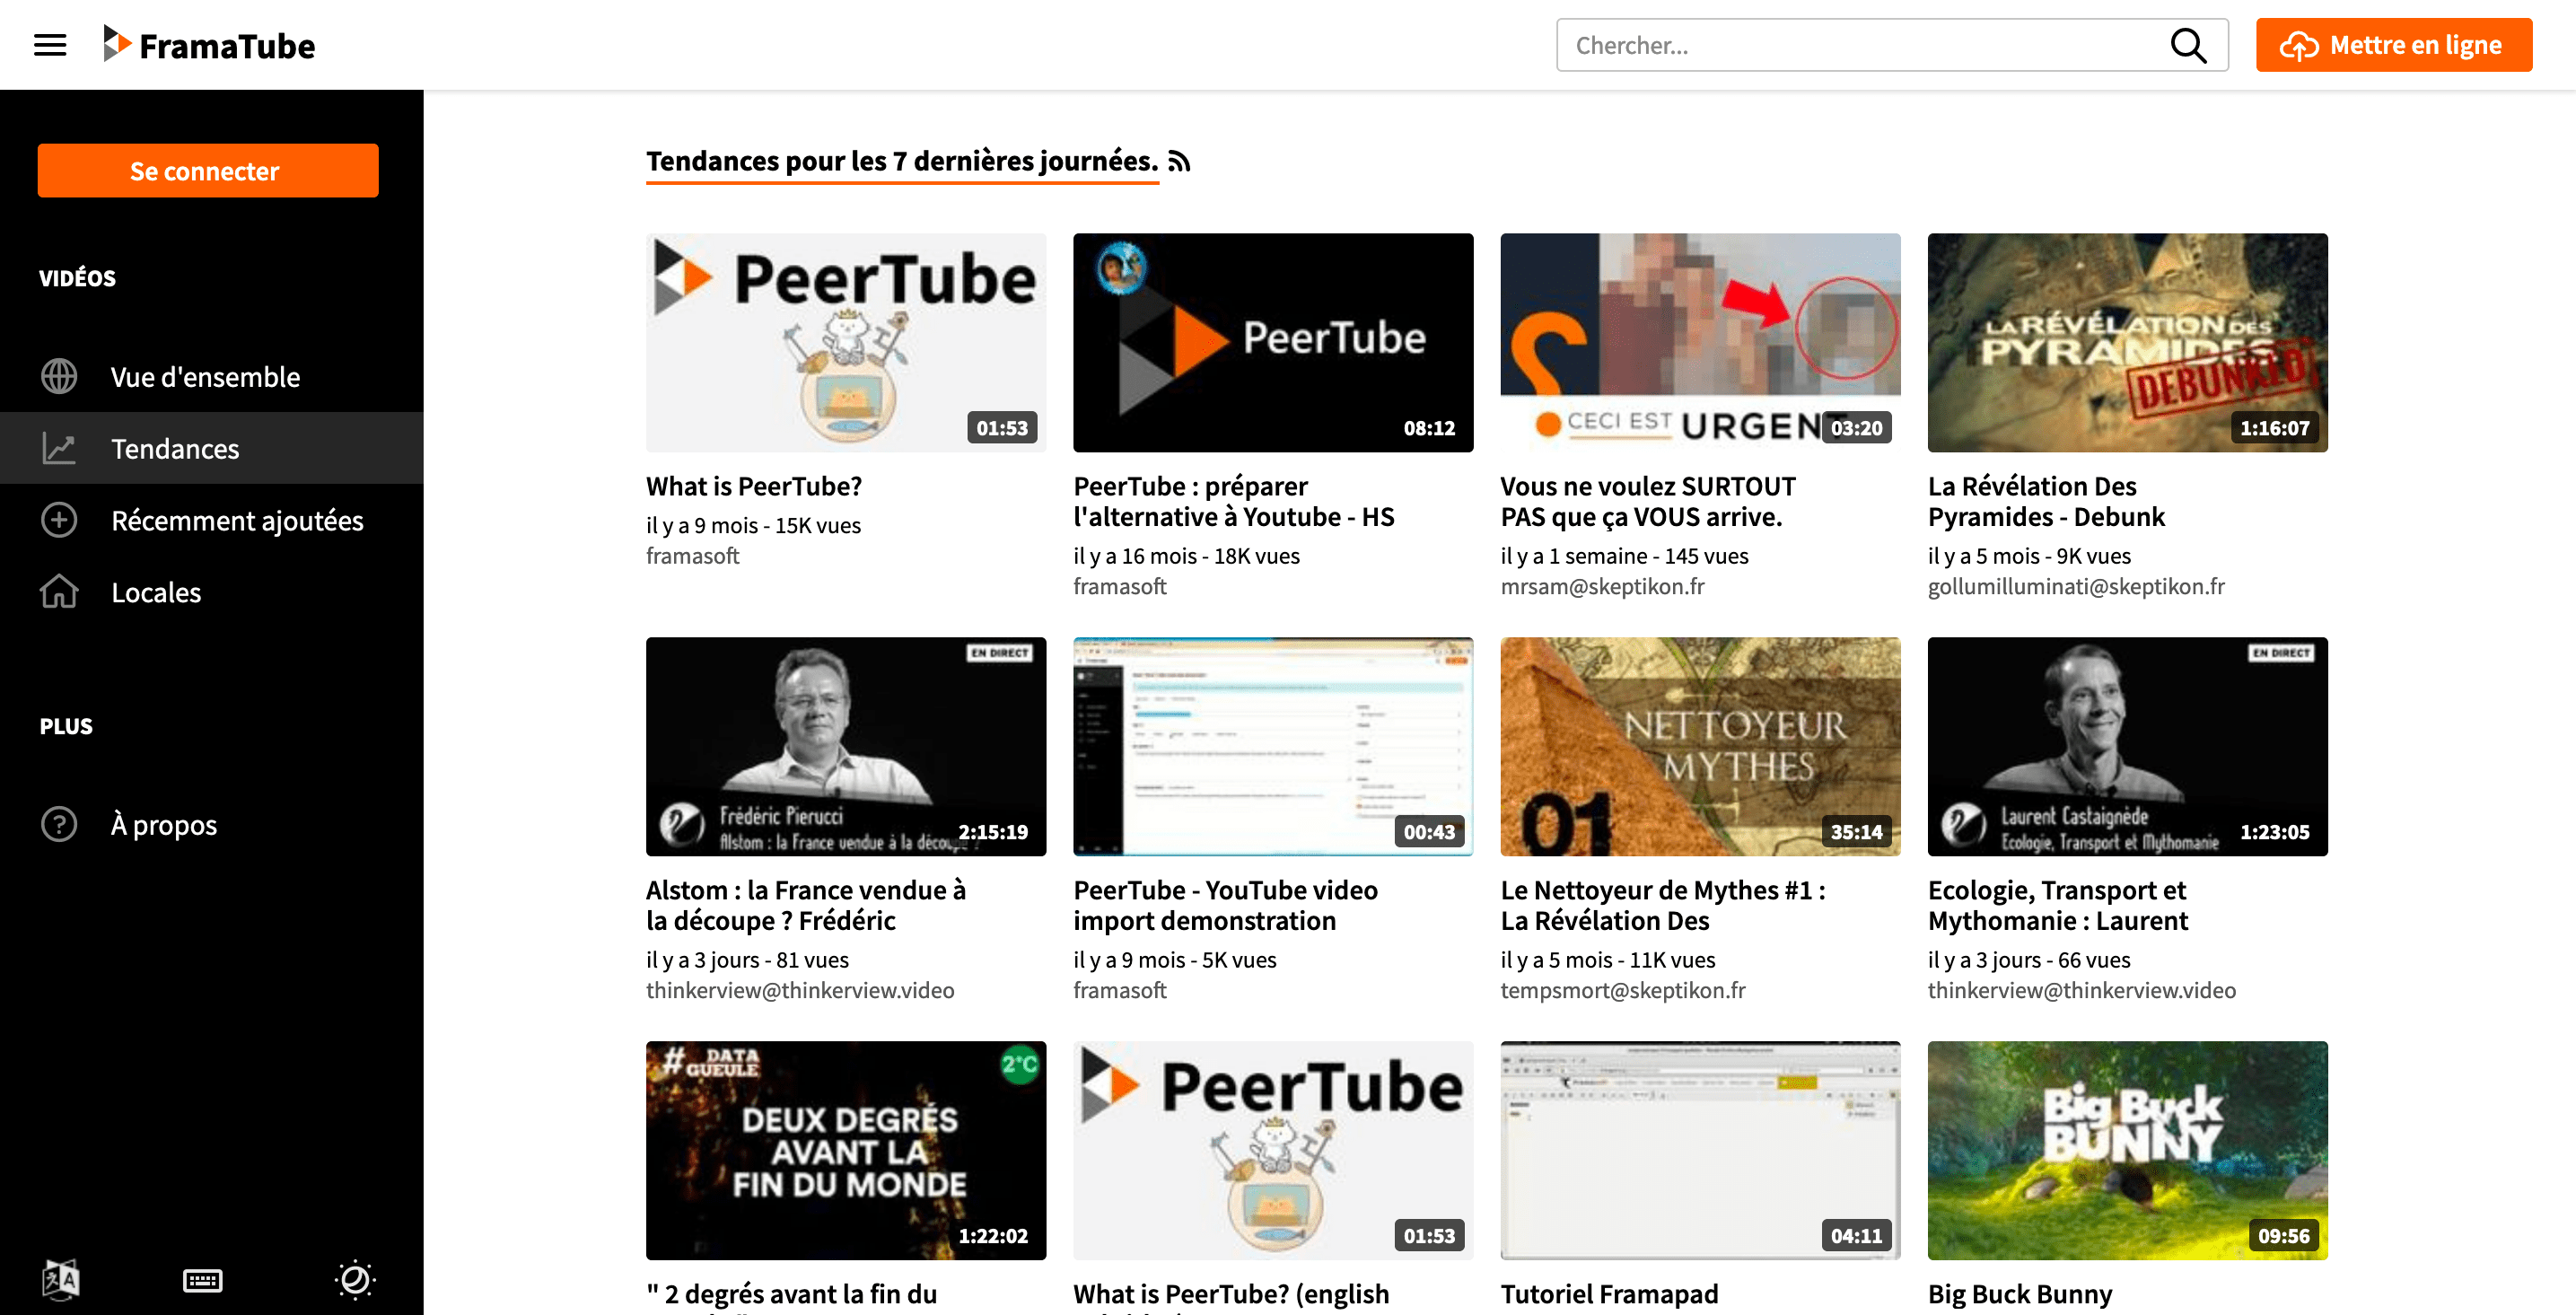 FramaTube
Chercher...
Mettre en ligne
Se connecter
VIDÉOS
Vue d'ensemble
Tendances
Récemment ajoutées
Locales
PLUS
À propos
Tendances pour les 7 dernières journées.
PeerTube
01:53
What is PeerTube?
il y a 9 mois - 15K vues
framasoft
PeerTube
08:12
PeerTube : préparer
l'alternative à Youtube - HS
il y a 16 mois - 18K vues
framasoft
CECI EST URGENT
03:20
Vous ne voulez SURTOUT
PAS que ça VOUS arrive.
il y a 1 semaine - 145 vues
mrsam@skeptikon.fr
LA RÉVÉLATION DES
PYRAMIDES
DEBUNKED
1:16:07
La Révélation Des
Pyramides - Debunk
il y a 5 mois - 9K vues
gollumilluminati@skeptikon.fr
EN DIRECT
Frédéric Pierucci
Alstom : la France vendue à la découpe ?
2:15:19
Alstom : la France vendue à
la découpe ? Frédéric
il y a 3 jours - 81 vues
thinkerview@thinkerview.video
00:43
PeerTube - YouTube video
import demonstration
il y a 9 mois - 5K vues
framasoft
NETTOYEUR
MYTHES
01
35:14
Le Nettoyeur de Mythes #1 :
La Révélation Des
il y a 5 mois - 11K vues
tempsmort@skeptikon.fr
EN DIRECT
Laurent Castaignède
Ecologie, Transport et Mythomanie
1:23:05
Ecologie, Transport et
Mythomanie : Laurent
il y a 3 jours - 66 vues
thinkerview@thinkerview.video
# DATA
GUEULE
2°C
DEUX DEGRÉS
AVANT LA
FIN DU MONDE
1:22:02
" 2 degrés avant la fin du
PeerTube
01:53
What is PeerTube? (english
04:11
Tutoriel Framapad
Big Buck
BUNNY
09:56
Big Buck Bunny